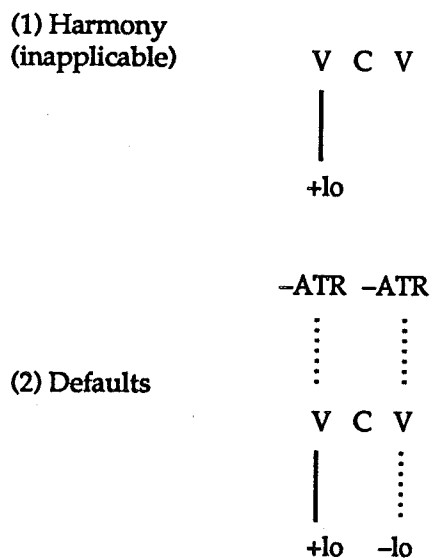 (1) Harmony
(inapplicable) V C V
+lo
–ATR –ATR
(2) Defaults
V C V
+lo –lo